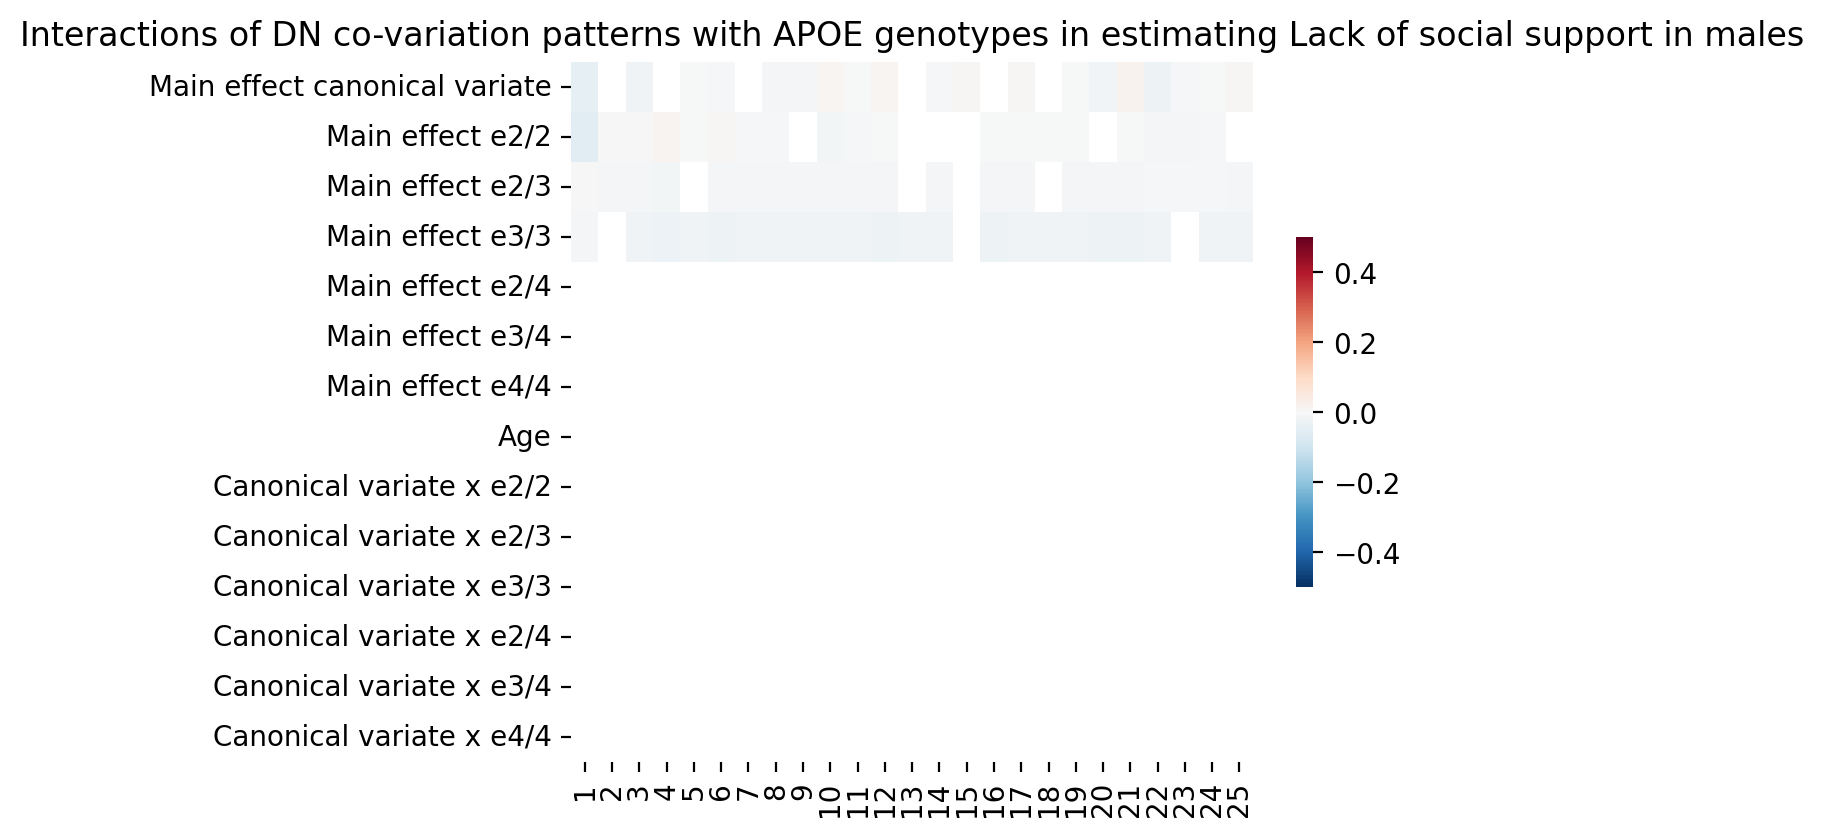 Interactions of DN co-variation patterns with APOE genotypes in estimating Lack of social support in males
Main effect canonical variate
Main effect e2/2
Main effect e2/3
Main effect e3/3
Main effect e2/4
Main effect e3/4
Main effect e4/4
Age
Canonical variate x e2/2
Canonical variate x e2/3
Canonical variate x e3/3
Canonical variate x e2/4
Canonical variate x e3/4
Canonical variate x e4/4
1 2 3 4 5 6 7 8 9 10 11 12 13 14 15 16 17 18 19 20 21 22 23 24 25
0.4
0.2
0.0
−0.2
−0.4